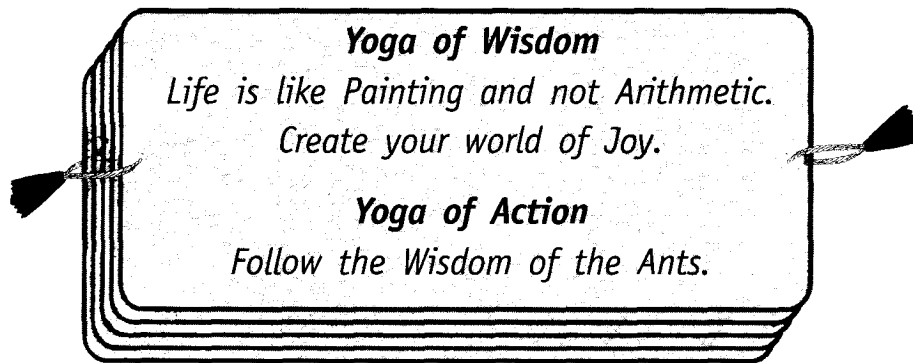 Yoga of Wisdom
Life is like Painting and not Arithmetic.
Create your world of Joy.
Yoga of Action
Follow the Wisdom of the Ants.